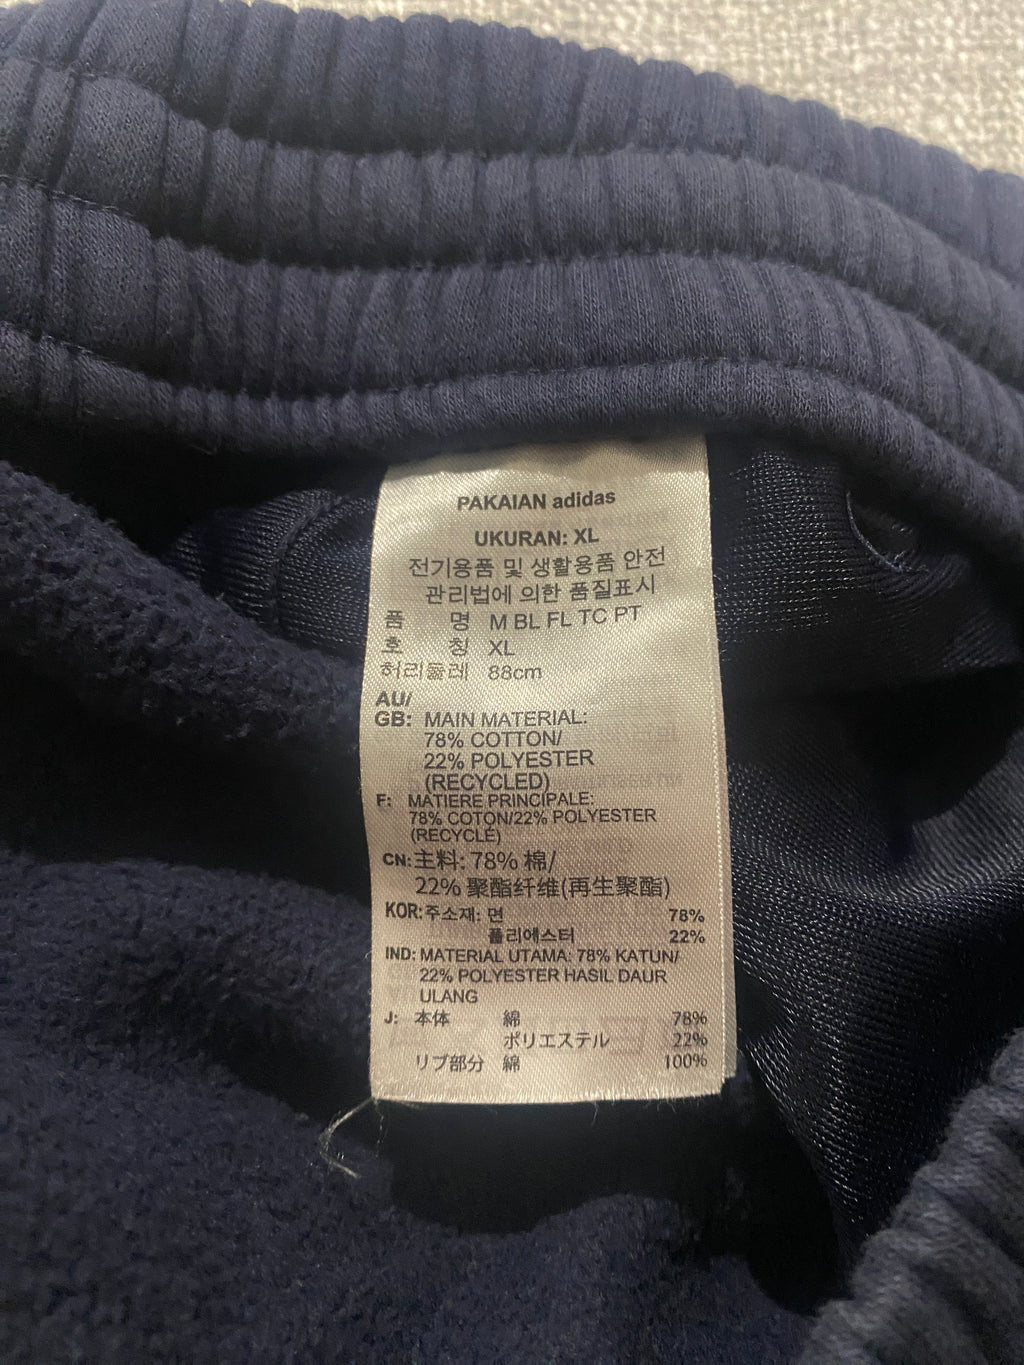 PAKAIAN adidas
UKURAN: XL
전기용품 및 생활용품 안전
관리법에 의한 품질표시
품 명 M BL FL TC PT
호 칭 XL
허리둘레 88cm
AU/
GB: MAIN MATERIAL:
78% COTTON/
22% POLYESTER
(RECYCLED)
F: MATIERE PRINCIPALE:
78% COTON/22% POLYESTER
(RECYCLÉ)
CN: 主料: 78% 棉/
22% 聚酯纤维(再生聚酯)
KOR: 주소재: 면 78%
폴리에스터 22%
IND: MATERIAL UTAMA: 78% KATUN/
22% POLYESTER HASIL DAUR
ULANG
J: 本体 綿 78%
ポリエステル 22%
リブ部分 綿 100%